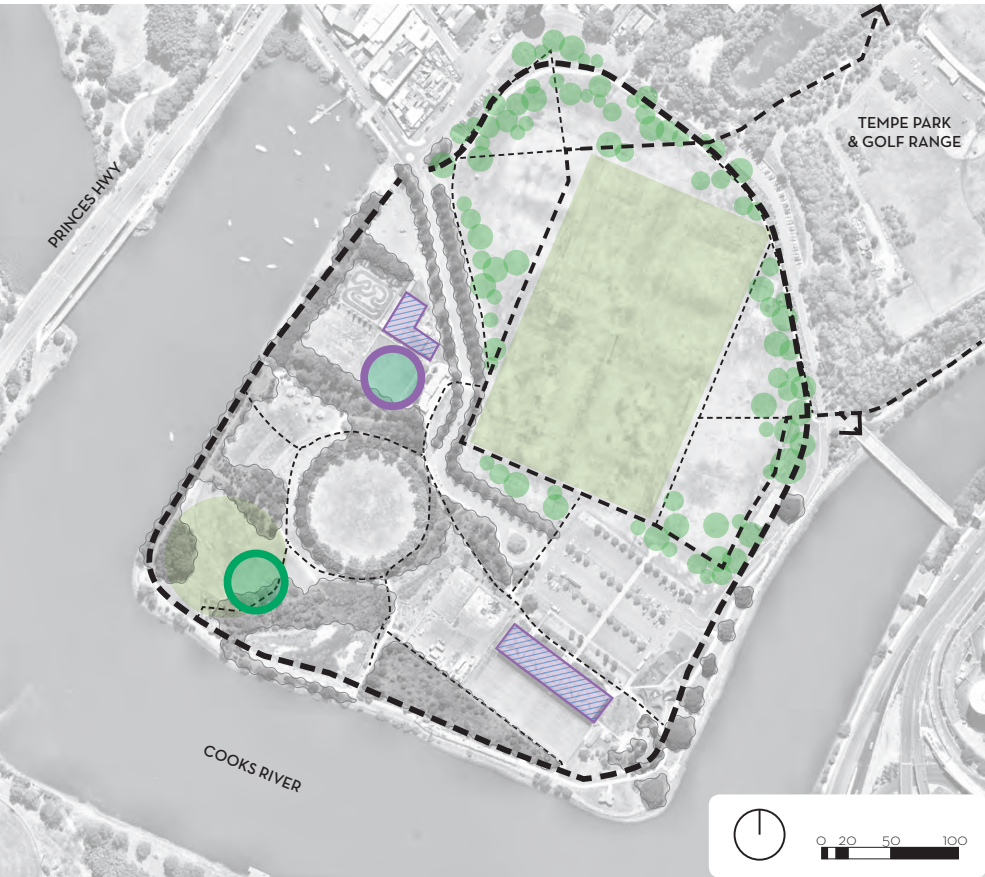 TEMPE PARK
& GOLF RANGE
PRINCES HWY
COOKS RIVER
0 20 50 100